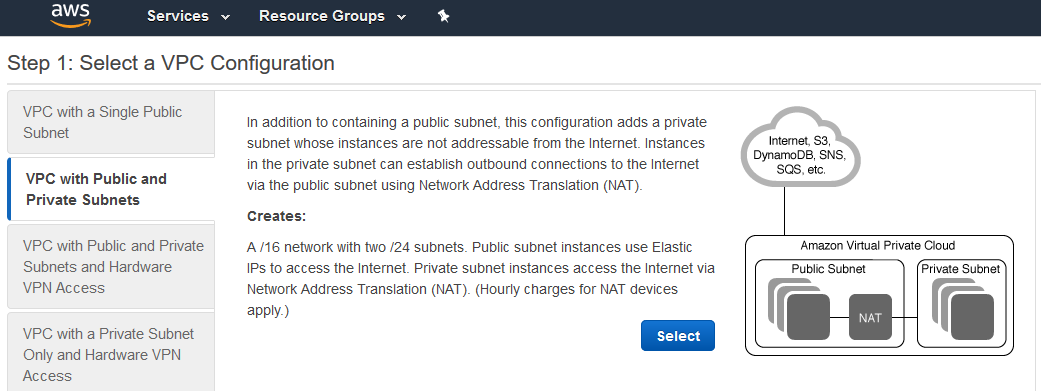 aws
Services
Resource Groups
Step 1: Select a VPC Configuration
VPC with a Single Public
Subnet
VPC with Public and
Private Subnets
VPC with Public and Private
Subnets and Hardware
VPN Access
VPC with a Private Subnet
Only and Hardware VPN
Access
In addition to containing a public subnet, this configuration adds a private
subnet whose instances are not addressable from the Internet. Instances
in the private subnet can establish outbound connections to the Internet
via the public subnet using Network Address Translation (NAT).
Creates:
A /16 network with two /24 subnets. Public subnet instances use Elastic
IPs to access the Internet. Private subnet instances access the Internet via
Network Address Translation (NAT). (Hourly charges for NAT devices
apply.)
Select
Internet, S3,
DynamoDB, SNS,
SQS, etc.
Amazon Virtual Private Cloud
Public Subnet
Private Subnet
NAT